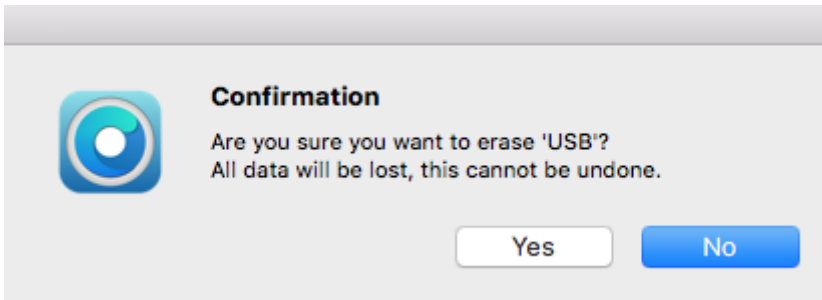 Confirmation
Are you sure you want to erase 'USB'?
All data will be lost, this cannot be undone.
Yes No